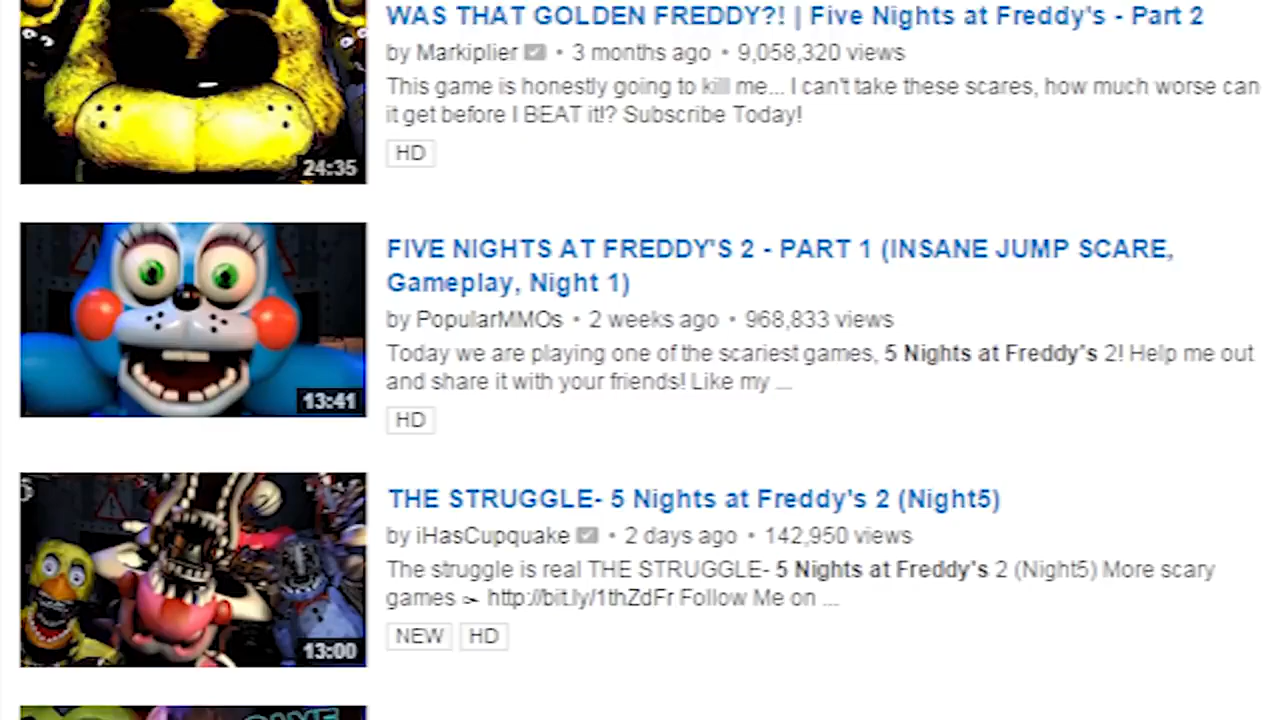 WAS THAT GOLDEN FREDDY?! | Five Nights at Freddy's - Part 2
by Markiplier • 3 months ago • 9,058,320 views
This game is honestly going to kill me... I can't take these scares, how much worse can
it get before I BEAT it!? Subscribe Today!
HD
24:35
FIVE NIGHTS AT FREDDY'S 2 - PART 1 (INSANE JUMP SCARE,
Gameplay, Night 1)
by PopularMMOs • 2 weeks ago • 968,833 views
Today we are playing one of the scariest games, 5 Nights at Freddy's 2! Help me out
and share it with your friends! Like my ...
13:41
HD
THE STRUGGLE- 5 Nights at Freddy's 2 (Night5)
by iHasCupquake • 2 days ago • 142,950 views
The struggle is real THE STRUGGLE- 5 Nights at Freddy's 2 (Night5) More scary
games ➣ http://bit.ly/1thZdFr Follow Me on ...
NEW HD
13:00